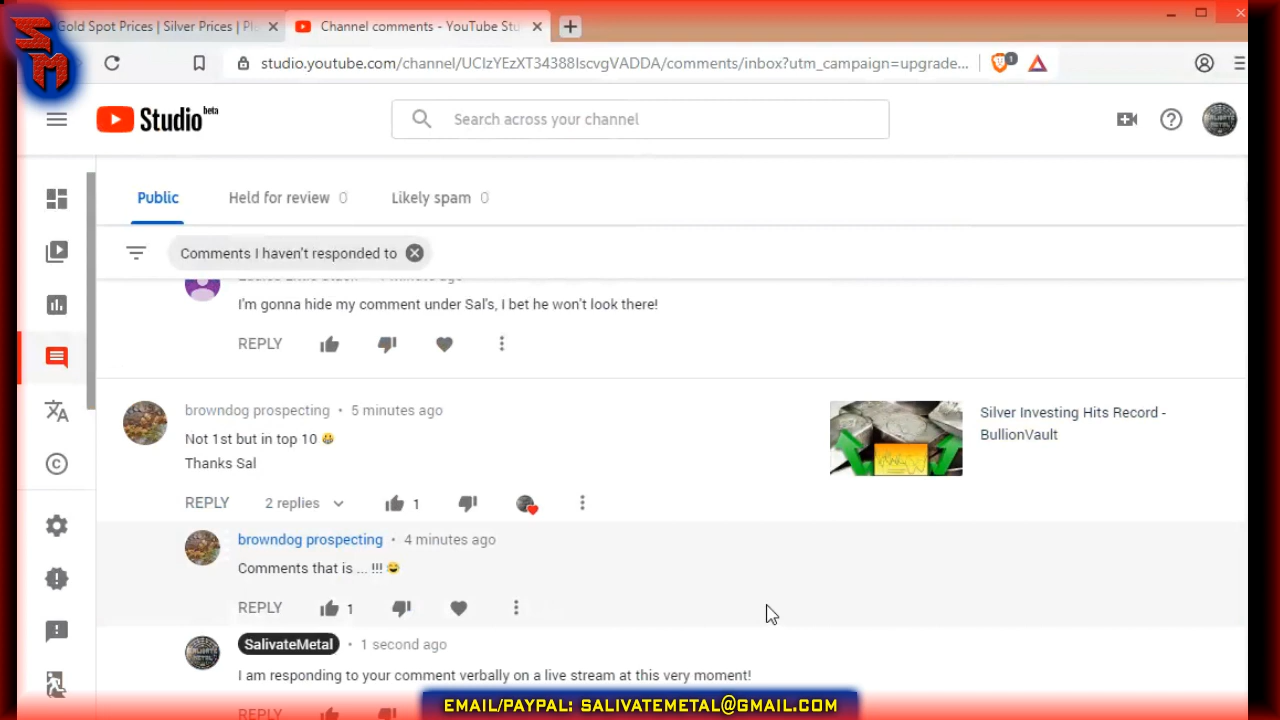 SM
Gold Spot Prices | Silver Prices | Pl
Channel comments - YouTube Stu
studio.youtube.com/channel/UCIzYEzXT34388IscvgVADDA/comments/inbox?utm_campaign=upgrade...
1
Studio beta
Search across your channel
Public
Held for review 0
Likely spam 0
Comments I haven't responded to
I'm gonna hide my comment under Sal's, I bet he won't look there!
REPLY
browndog prospecting • 5 minutes ago
Not 1st but in top 10 😀
Thanks Sal
Silver Investing Hits Record -
BullionVault
REPLY 2 replies 1
browndog prospecting • 4 minutes ago
Comments that is ... !!! 😂
REPLY 1
SalivateMetal • 1 second ago
I am responding to your comment verbally on a live stream at this very moment!
REPLY
EMAIL/PAYPAL: SALIVATEMETAL@GMAIL.COM